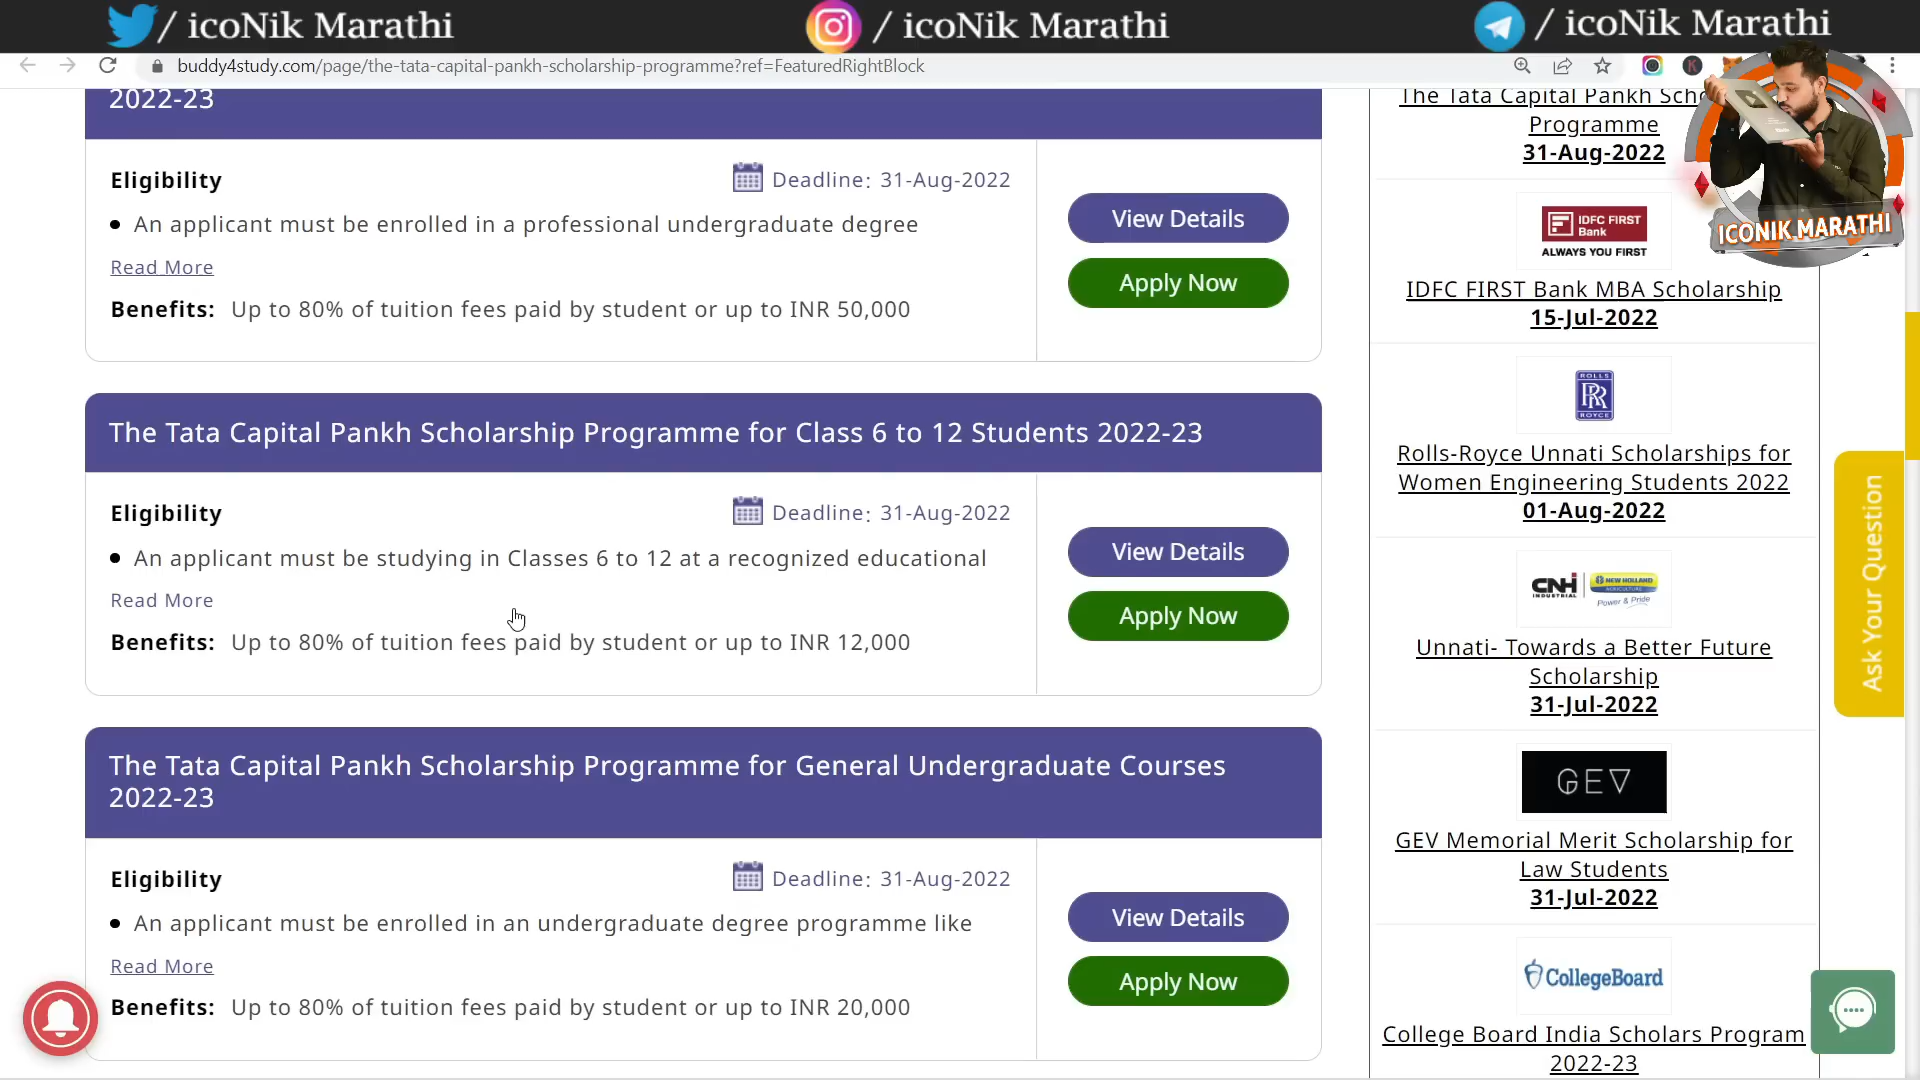 / icoNik Marathi
/ icoNik Marathi
/ icoNik Marathi
buddy4study.com/page/the-tata-capital-pankh-scholarship-programme?ref=FeaturedRightBlock
2022-23
Eligibility
Deadline: 31-Aug-2022
An applicant must be enrolled in a professional undergraduate degree
Read More
Benefits: Up to 80% of tuition fees paid by student or up to INR 50,000
View Details
Apply Now
The Tata Capital Pankh Scholarship Programme for Class 6 to 12 Students 2022-23
Eligibility
Deadline: 31-Aug-2022
An applicant must be studying in Classes 6 to 12 at a recognized educational
Read More
Benefits: Up to 80% of tuition fees paid by student or up to INR 12,000
View Details
Apply Now
The Tata Capital Pankh Scholarship Programme for General Undergraduate Courses
2022-23
Eligibility
Deadline: 31-Aug-2022
An applicant must be enrolled in an undergraduate degree programme like
Read More
Benefits: Up to 80% of tuition fees paid by student or up to INR 20,000
View Details
Apply Now
The Tata Capital Pankh
Programme
31-Aug-2022
ICONIK MARATHI
IDFC FIRST
Bank
ALWAYS YOU FIRST
IDFC FIRST Bank MBA Scholarship
15-Jul-2022
ROLLS
RR
ROYCE
Rolls-Royce Unnati Scholarships for
Women Engineering Students 2022
01-Aug-2022
CNH
INDUSTRIAL
NEW HOLLAND
AGRICULTURE
Power & Pride
Unnati- Towards a Better Future
Scholarship
31-Jul-2022
GEV
GEV Memorial Merit Scholarship for
Law Students
31-Jul-2022
CollegeBoard
College Board India Scholars Program
2022-23
Ask Your Question